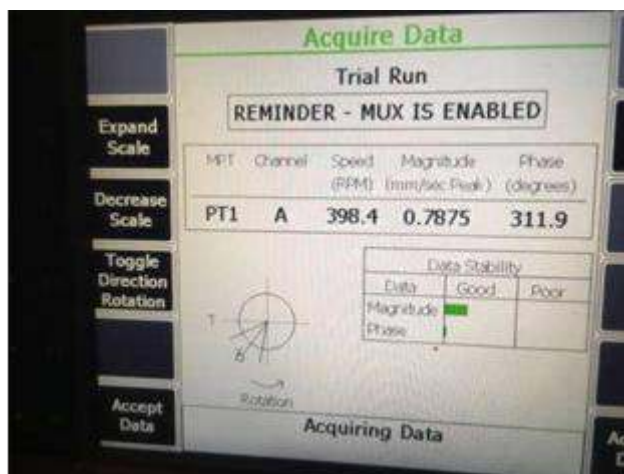 Acquire Data
Trial Run
REMINDER - MUX IS ENABLED
Expand
Scale
Decrease
Scale
Toggle
Direction
Rotation
Accept
Data
MPT Channel Speed Magnitude Phase
(RPM) (mm/sec Peak) (degrees)
PT1 A 398.4 0.7875 311.9
Data Stability
Data Good Poor
Magnitude
Phase
T
Rotation
Acquiring Data